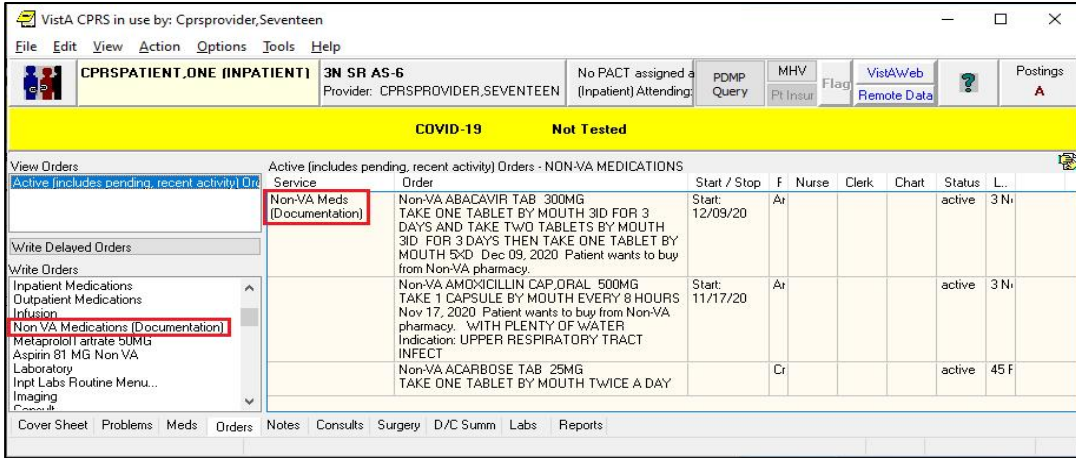 VistA CPRS in use by: Cprsprovider,Seventeen
File Edit View Action Options Tools Help
CPRSPATIENT,ONE (INPATIENT)
3N SR AS-6
Provider: CPRSPROVIDER,SEVENTEEN
No PACT assigned a
(Inpatient) Attending:
PDMP
Query
MHV
Pt Insur
Flag
VistAWeb
Remote Data
?
Postings
A
COVID-19 Not Tested
View Orders
Active (includes pending, recent activity) Ord
Write Delayed Orders
Write Orders
Inpatient Medications
Outpatient Medications
Infusion
Non VA Medications (Documentation)
MetaprololTartrate 50MG
Aspirin 81 MG Non VA
Laboratory
Inpt Labs Routine Menu...
Imaging
Consult
Active (includes pending, recent activity) Orders - NON-VA MEDICATIONS
Service Order Start / Stop F Nurse Clerk Chart Status L...
Non-VA Meds
(Documentation)
Non-VA ABACAVIR TAB 300MG
TAKE ONE TABLET BY MOUTH 3ID FOR 3
DAYS AND TAKE TWO TABLETS BY MOUTH
3ID FOR 3 DAYS THEN TAKE ONE TABLET BY
MOUTH 5XD Dec 09, 2020 Patient wants to buy
from Non-VA pharmacy.
Start:
12/09/20
Ar
active
3 N
Non-VA AMOXICILLIN CAP,ORAL 500MG
TAKE 1 CAPSULE BY MOUTH EVERY 8 HOURS
Nov 17, 2020 Patient wants to buy from Non-VA
pharmacy. WITH PLENTY OF WATER
Indication: UPPER RESPIRATORY TRACT
INFECT
Start:
11/17/20
Ar
active
3 N
Non-VA ACARBOSE TAB 25MG
TAKE ONE TABLET BY MOUTH TWICE A DAY
Cr
active
45 F
Cover Sheet Problems Meds Orders Notes Consults Surgery D/C Summ Labs Reports